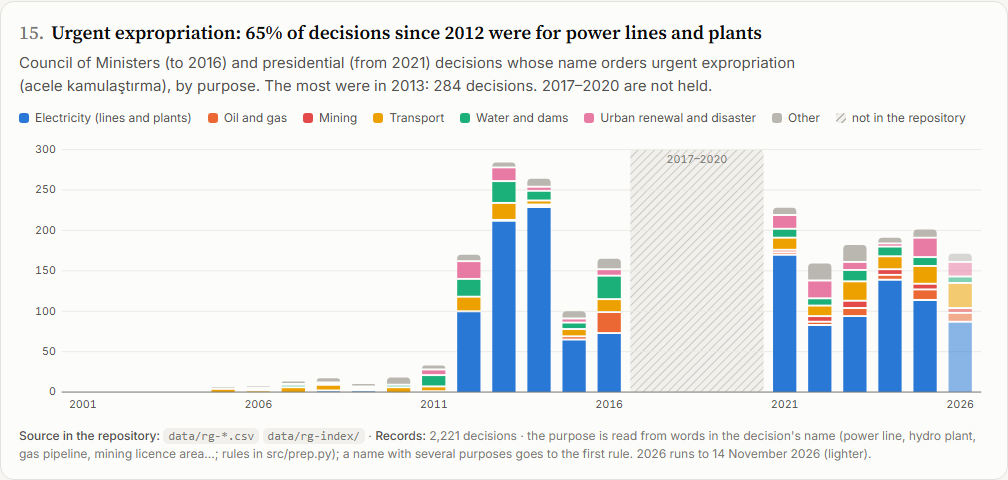 15. Urgent expropriation: 65% of decisions since 2012 were for power lines and plants
Council of Ministers (to 2016) and presidential (from 2021) decisions whose name orders urgent expropriation
(acele kamulaştırma), by purpose. The most were in 2013: 284 decisions. 2017–2020 are not held.
Electricity (lines and plants) Oil and gas Mining Transport Water and dams Urban renewal and disaster Other not in the repository
300
2017–2020
250
200
150
100
50
0
2001 2006 2011 2016 2021 2026
Source in the repository: data/rg-*.csv data/rg-index/ · Records: 2,221 decisions · the purpose is read from words in the decision's name (power line, hydro plant,
gas pipeline, mining licence area...; rules in src/prep.py); a name with several purposes goes to the first rule. 2026 runs to 14 November 2026 (lighter).